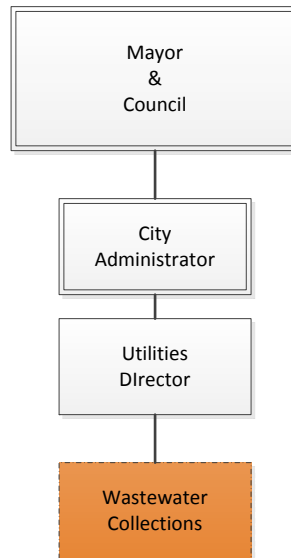 Mayor
&
Council
City
Administrator
Utilities
DIrector
Wastewater
Collections